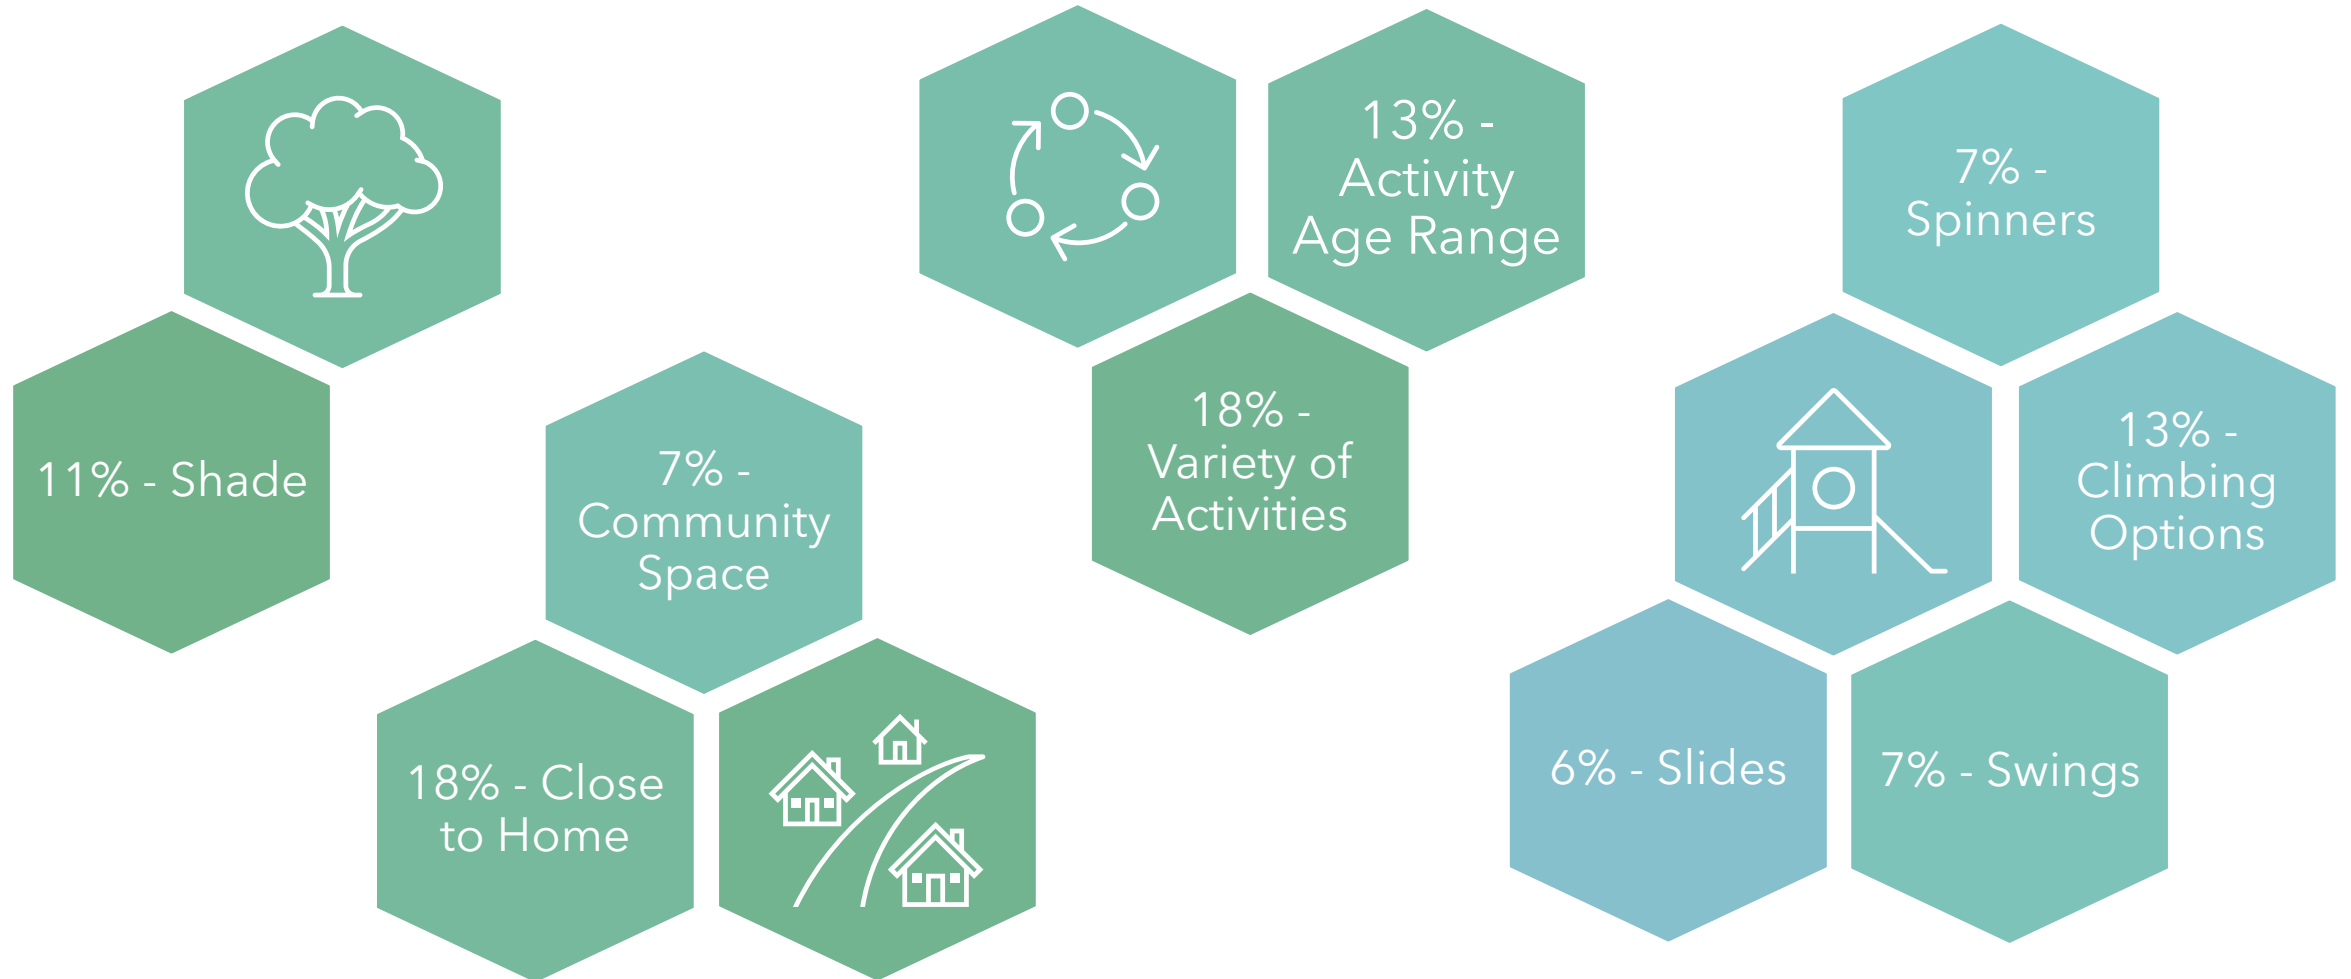 11% - Shade
7% -
Community
Space
18% - Close
to Home
13% -
Activity
Age Range
18% -
Variety of
Activities
7% -
Spinners
13% -
Climbing
Options
6% - Slides
7% - Swings